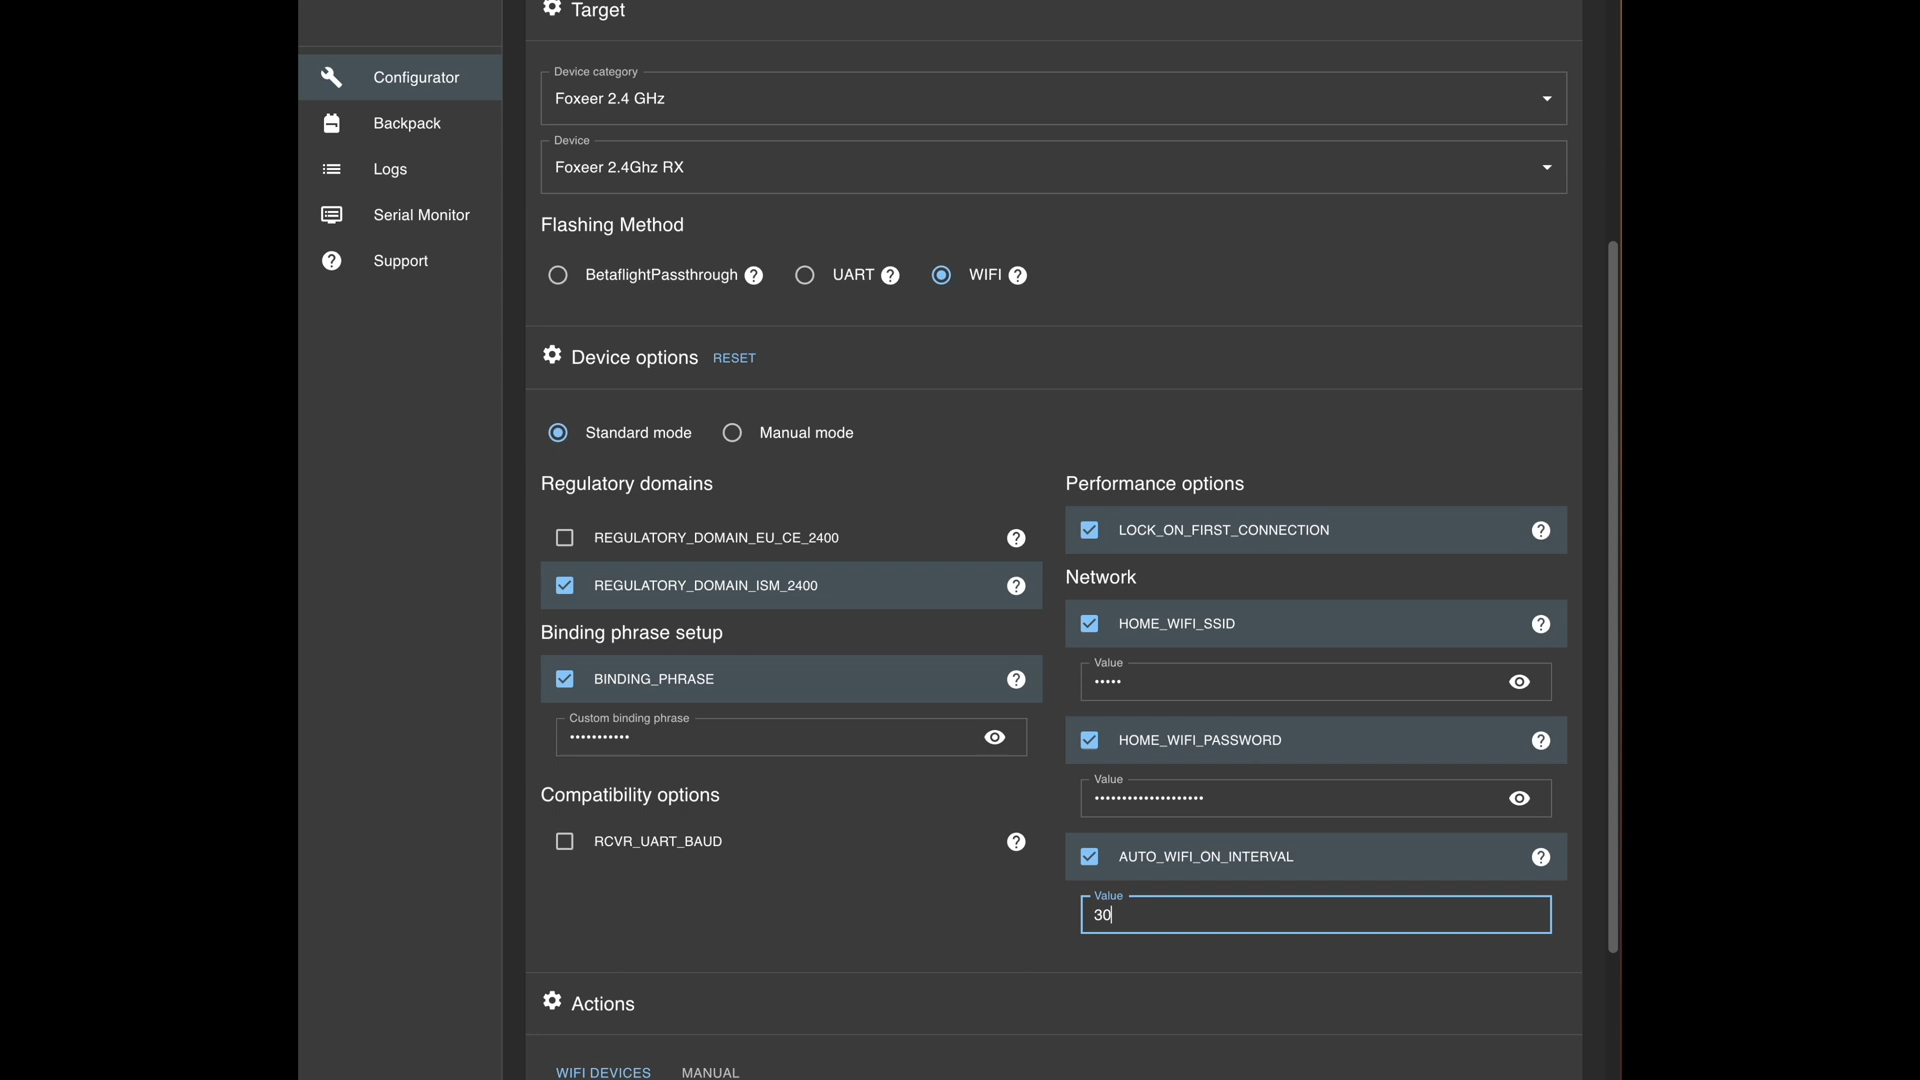 Target
Configurator
Backpack
Logs
Serial Monitor
Support
Device category
Foxeer 2.4 GHz
Device
Foxeer 2.4Ghz RX
Flashing Method
BetaflightPassthrough ?
UART ?
WIFI ?
Device options RESET
Standard mode
Manual mode
Regulatory domains
REGULATORY_DOMAIN_EU_CE_2400 ?
REGULATORY_DOMAIN_ISM_2400 ?
Binding phrase setup
BINDING_PHRASE ?
Custom binding phrase
•••••••••••
Compatibility options
RCVR_UART_BAUD ?
Performance options
LOCK_ON_FIRST_CONNECTION ?
Network
HOME_WIFI_SSID ?
Value
•••••
HOME_WIFI_PASSWORD ?
Value
••••••••••••••••••••
AUTO_WIFI_ON_INTERVAL ?
Value
30
Actions
WIFI DEVICES
MANUAL